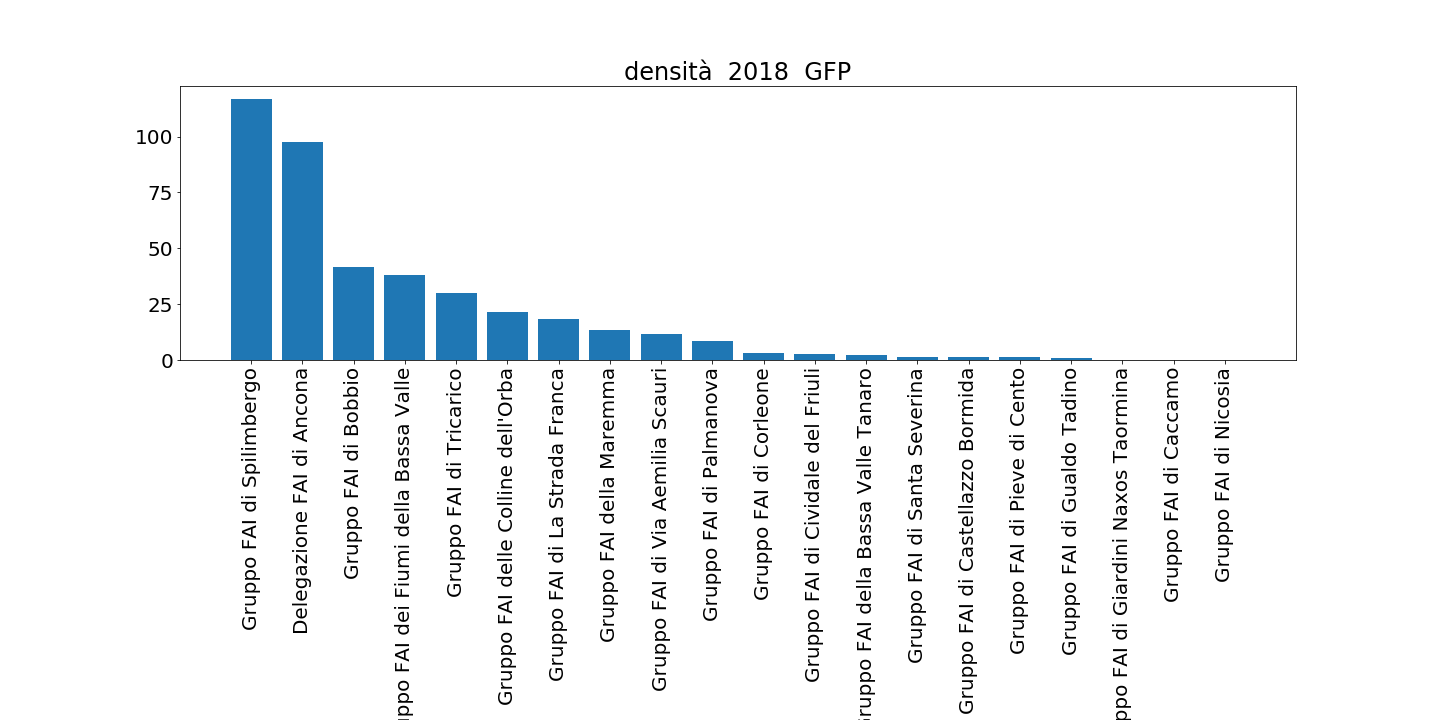 densità 2018 GFP
100
75
50
25
0
Gruppo FAI di Spilimbergo
Delegazione FAI di Ancona
Gruppo FAI di Bobbio
uppo FAI dei Fiumi della Bassa Valle
Gruppo FAI di Tricarico
Gruppo FAI delle Colline dell'Orba
Gruppo FAI di La Strada Franca
Gruppo FAI della Maremma
Gruppo FAI di Via Aemilia Scauri
Gruppo FAI di Palmanova
Gruppo FAI di Corleone
Gruppo FAI di Cividale del Friuli
Gruppo FAI della Bassa Valle Tanaro
Gruppo FAI di Santa Severina
Gruppo FAI di Castellazzo Bormida
Gruppo FAI di Pieve di Cento
Gruppo FAI di Gualdo Tadino
ppo FAI di Giardini Naxos Taormina
Gruppo FAI di Caccamo
Gruppo FAI di Nicosia